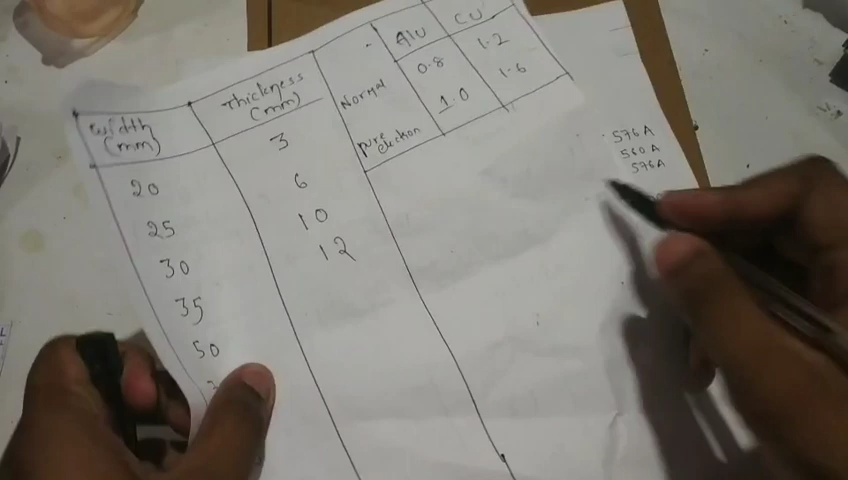 Width
(mm)
Thickness
(mm)
Alu
Cu
Normal
0.8
1.2
pure
election
1.0
1.6
20
25
30
35
50
3
6
10
12
576A
560A
576A